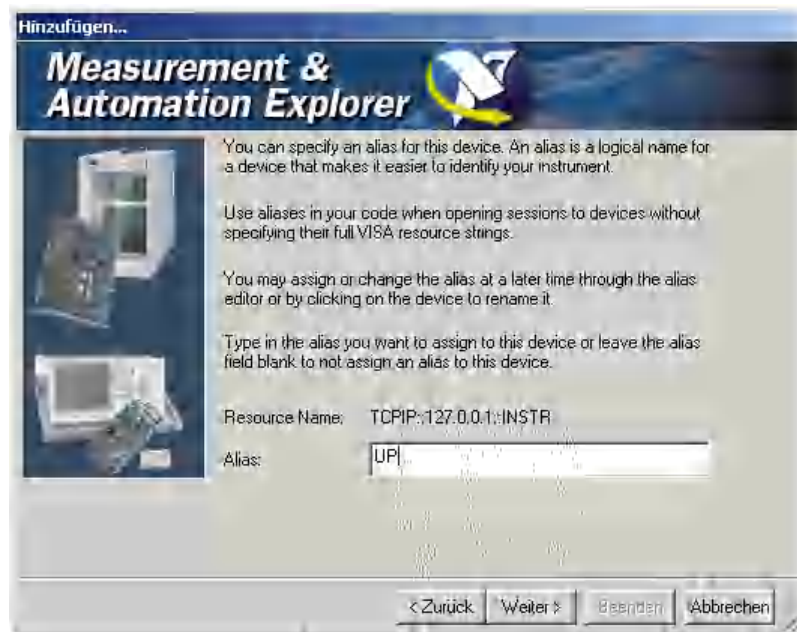 Hinzufügen...
Measurement &
Automation Explorer
You can specify an alias for this device. An alias is a logical name for
a device that makes it easier to identify your instrument.
Use aliases in your code when opening sessions to devices without
specifying their full VISA resource strings.
You may assign or change the alias at a later time through the alias
editor or by clicking on the device to rename it.
Type in the alias you want to assign to this device or leave the alias
field blank to not assign an alias to this device.
Resource Name: TCPIP::127.0.0.1::INSTR
Alias: UP
< Zurück Weiter > Beenden Abbrechen